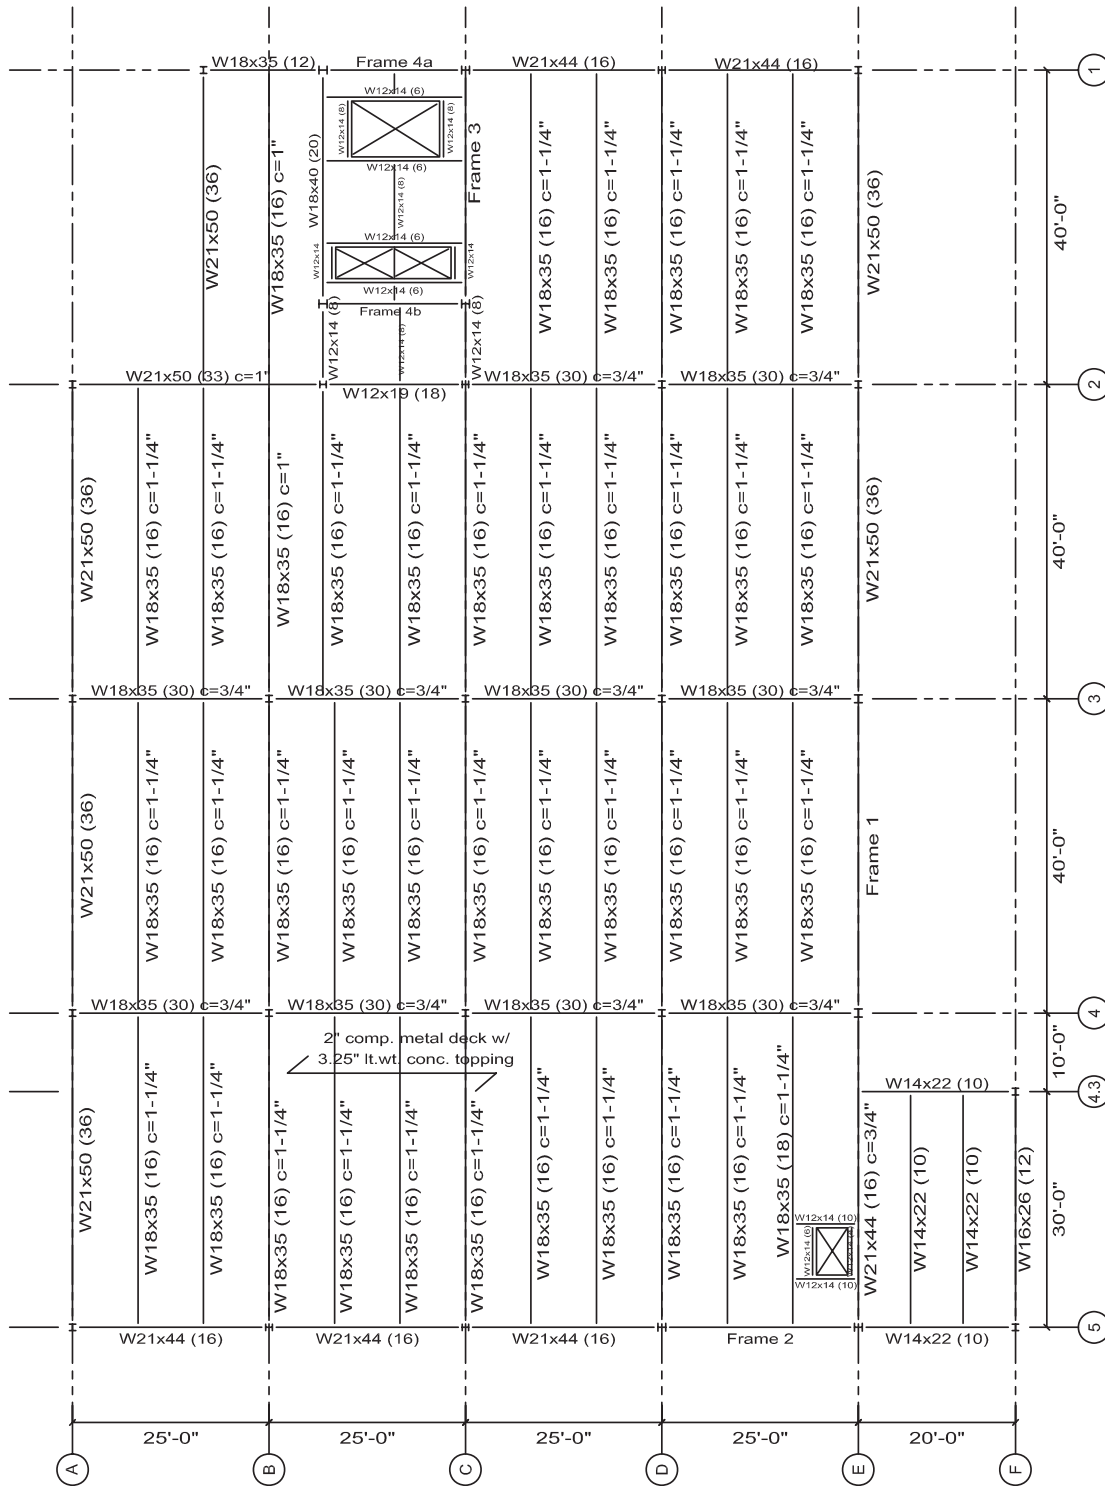 W18x35 (12)
Frame 4a
W21x44 (16)
W21x44 (16)
1
W21x50 (36)
W18x35 (16) c=1"
W18x40 (20)
W12x14 (6)
W12x14 (8)
W12x14 (8)
W12x14 (6)
W12x14 (8)
W12x14 (6)
W12x14
W12x14
W12x14 (6)
Frame 4b
Frame 3
W18x35 (16) c=1-1/4"
W18x35 (16) c=1-1/4"
W18x35 (16) c=1-1/4"
W18x35 (16) c=1-1/4"
W18x35 (16) c=1-1/4"
W21x50 (36)
40'-0"
W12x14 (8)
W12x14 (8)
W12x14 (8)
W21x50 (33) c=1"
W12x19 (18)
W18x35 (30) c=3/4"
W18x35 (30) c=3/4"
2
W21x50 (36)
W18x35 (16) c=1-1/4"
W18x35 (16) c=1-1/4"
W18x35 (16) c=1"
W18x35 (16) c=1-1/4"
W18x35 (16) c=1-1/4"
W18x35 (16) c=1-1/4"
W18x35 (16) c=1-1/4"
W18x35 (16) c=1-1/4"
W18x35 (16) c=1-1/4"
W18x35 (16) c=1-1/4"
W18x35 (16) c=1-1/4"
W21x50 (36)
40'-0"
W18x35 (30) c=3/4"
W18x35 (30) c=3/4"
W18x35 (30) c=3/4"
W18x35 (30) c=3/4"
3
W21x50 (36)
W18x35 (16) c=1-1/4"
W18x35 (16) c=1-1/4"
W18x35 (16) c=1-1/4"
W18x35 (16) c=1-1/4"
W18x35 (16) c=1-1/4"
W18x35 (16) c=1-1/4"
W18x35 (16) c=1-1/4"
W18x35 (16) c=1-1/4"
W18x35 (16) c=1-1/4"
W18x35 (16) c=1-1/4"
W18x35 (16) c=1-1/4"
Frame 1
40'-0"
W18x35 (30) c=3/4"
W18x35 (30) c=3/4"
W18x35 (30) c=3/4"
W18x35 (30) c=3/4"
4
2" comp. metal deck w/
3.25" lt.wt. conc. topping
10'-0"
W14x22 (10)
4.3
W21x50 (36)
W18x35 (16) c=1-1/4"
W18x35 (16) c=1-1/4"
W18x35 (16) c=1-1/4"
W18x35 (16) c=1-1/4"
W18x35 (16) c=1-1/4"
W18x35 (16) c=1-1/4"
W18x35 (16) c=1-1/4"
W18x35 (16) c=1-1/4"
W18x35 (16) c=1-1/4"
W18x35 (16) c=1-1/4"
W18x35 (18) c=1-1/4"
W12x14 (10)
W12x14 (6)
W12x14 (10)
W21x44 (16) c=3/4"
W14x22 (10)
W14x22 (10)
W16x26 (12)
30'-0"
W21x44 (16)
W21x44 (16)
W21x44 (16)
Frame 2
W14x22 (10)
5
25'-0"
25'-0"
25'-0"
25'-0"
20'-0"
A
B
C
D
E
F